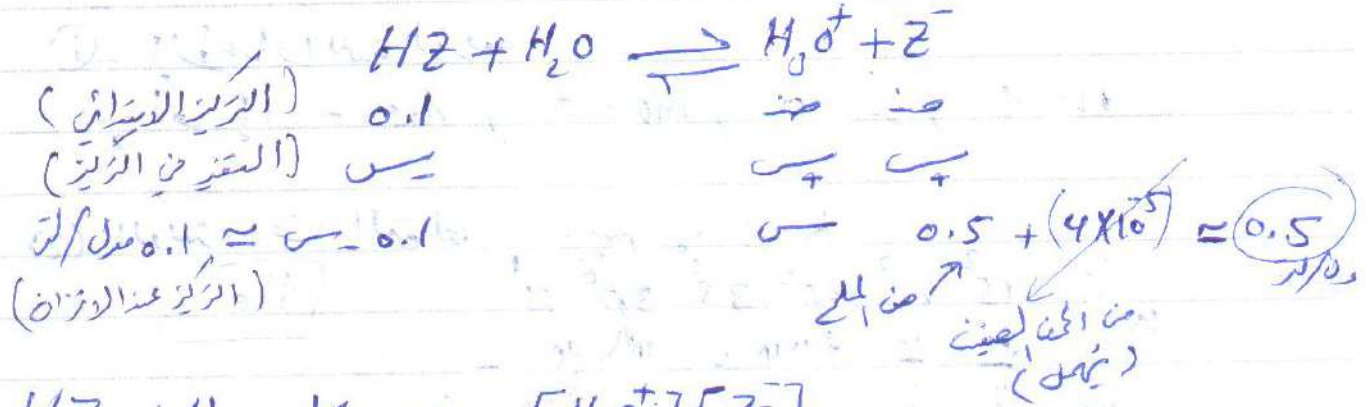 HZ + H₂O ⇌ H₃O⁺ + Z⁻
(التركيز الابتدائي) 0.1 صفر صفر
(التغير في التركيز) -س +س +س
0.1 - س ≃ 0.1 مول/لتر س 0.5 + (4×10⁻⁵) ≃ 0.5
(التركيز عند الاتزان) من الملح من الحمض الضعيف
(يهمل)
[H₃O⁺][Z⁻]